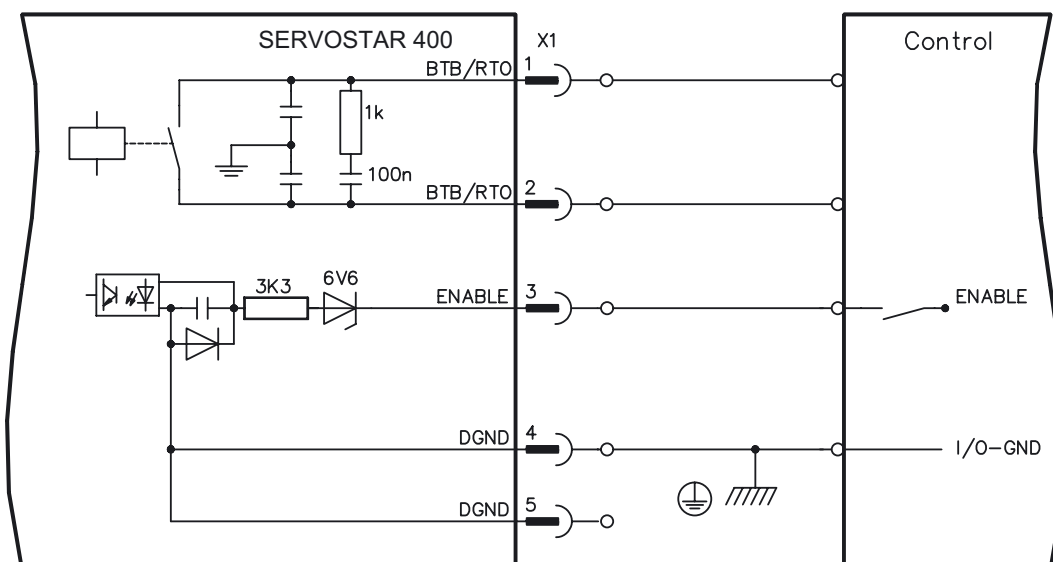 SERVOSTAR 400
X1
Control
BTB/RTO 1
1k
100n
BTB/RTO 2
3K3
6V6
ENABLE 3
ENABLE
DGND 4
I/O-GND
DGND 5